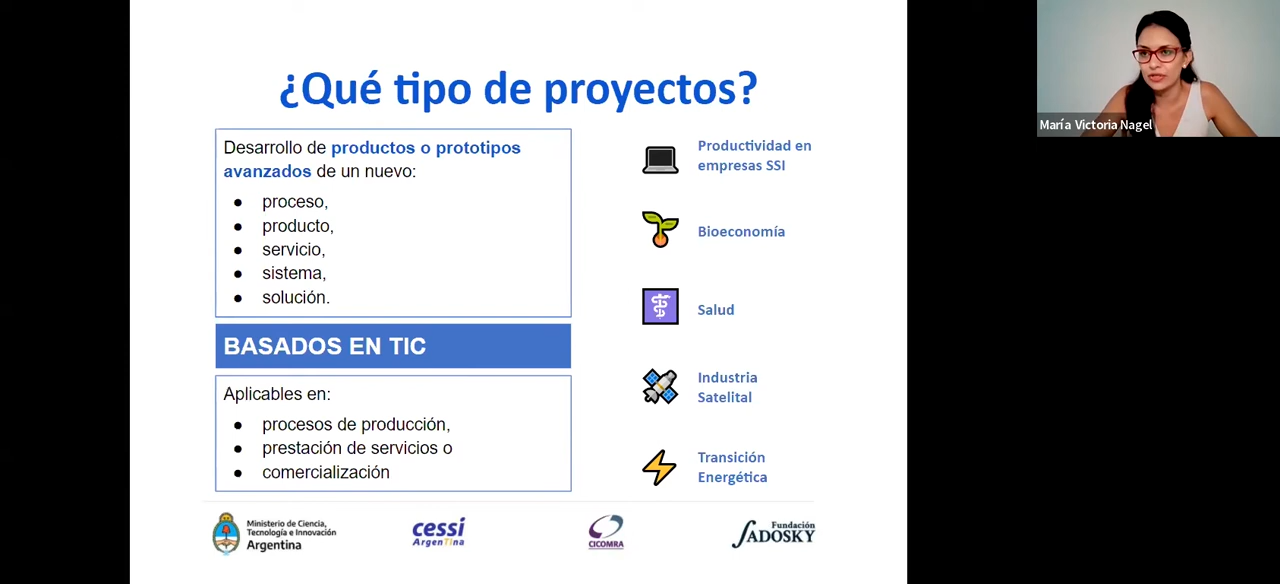 ¿Qué tipo de proyectos?
Desarrollo de productos o prototipos
avanzados de un nuevo:
● proceso,
● producto,
● servicio,
● sistema,
● solución.
BASADOS EN TIC
Aplicables en:
● procesos de producción,
● prestación de servicios o
● comercialización
Productividad en
empresas SSI
Bioeconomía
Salud
Industria
Satelital
Transición
Energética
Ministerio de Ciencia,
Tecnología e Innovación
Argentina
cessi
ArgenTIna
CICOMRA
Fundación
SADOSKY
María Victoria Nagel